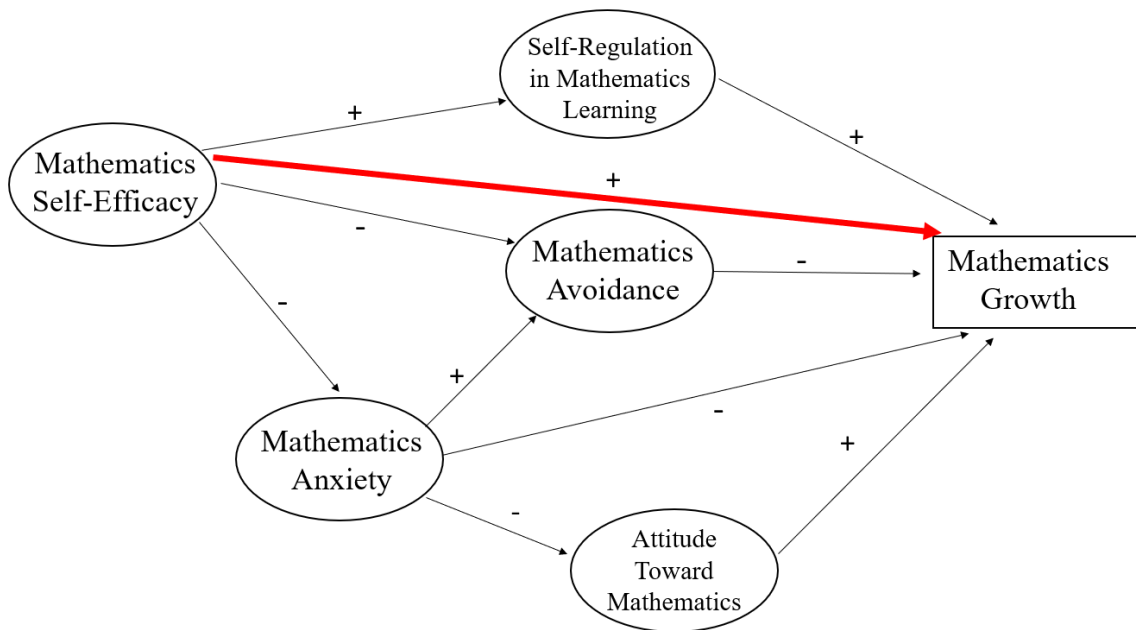 Self-Regulation
in Mathematics
Learning
+
+
Mathematics
Self-Efficacy
+
-
Mathematics
Avoidance
-
Mathematics
Growth
-
+
-
Mathematics
Anxiety
+
-
Attitude
Toward
Mathematics